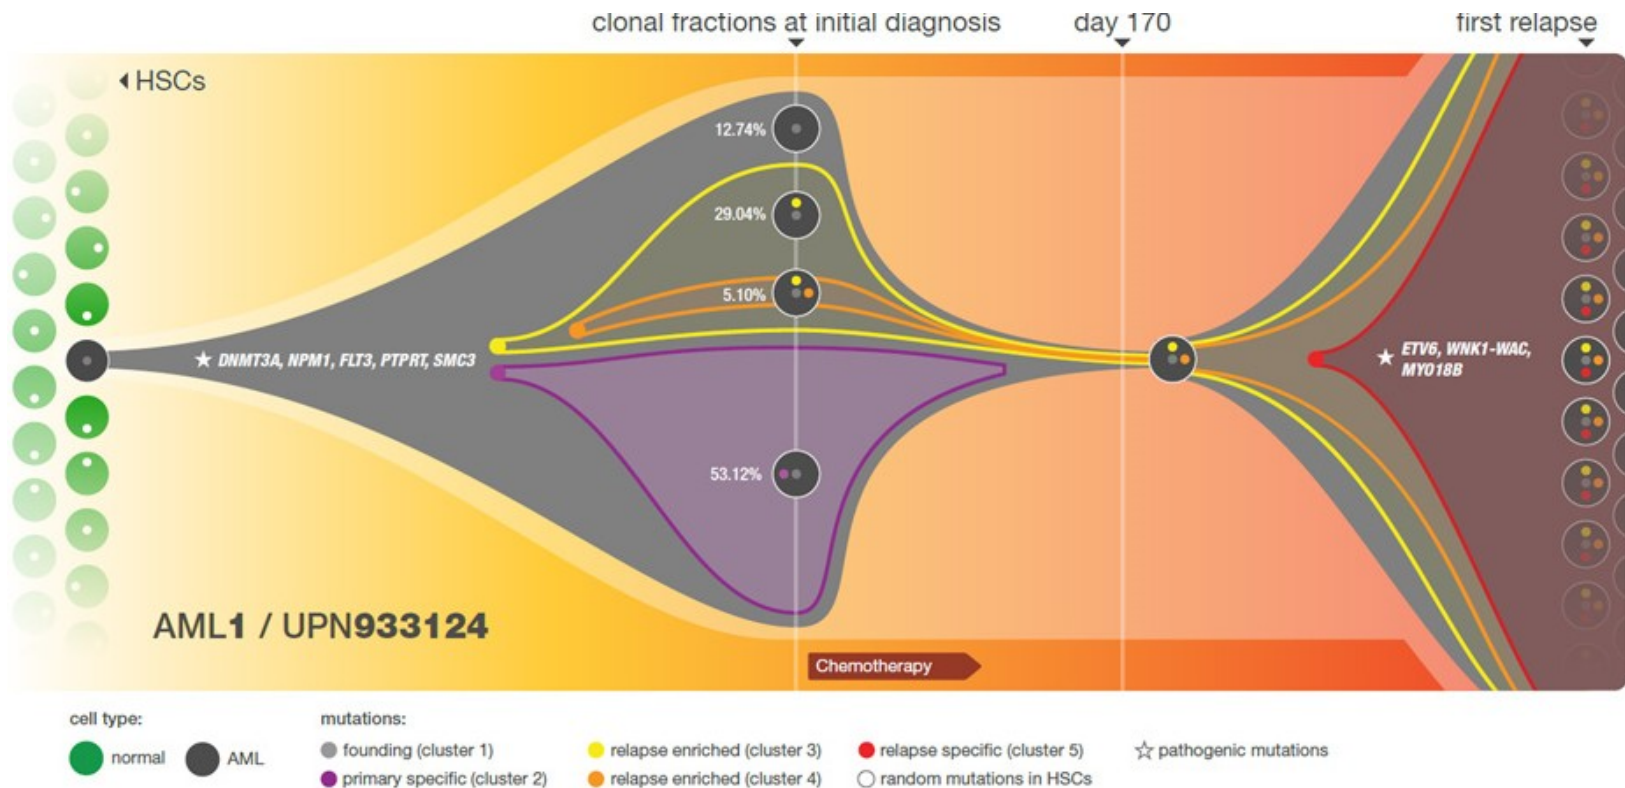 clonal fractions at initial diagnosis
day 170
first relapse
HSCs
12.74%
29.04%
5.10%
DNMT3A, NPM1, FLT3, PTPRT, SMC3
ETV6, WNK1-WAC,
MYO18B
53.12%
AML1 / UPN933124
Chemotherapy
cell type:
normal
AML
mutations:
founding (cluster 1)
primary specific (cluster 2)
relapse enriched (cluster 3)
relapse enriched (cluster 4)
relapse specific (cluster 5)
random mutations in HSCs
pathogenic mutations